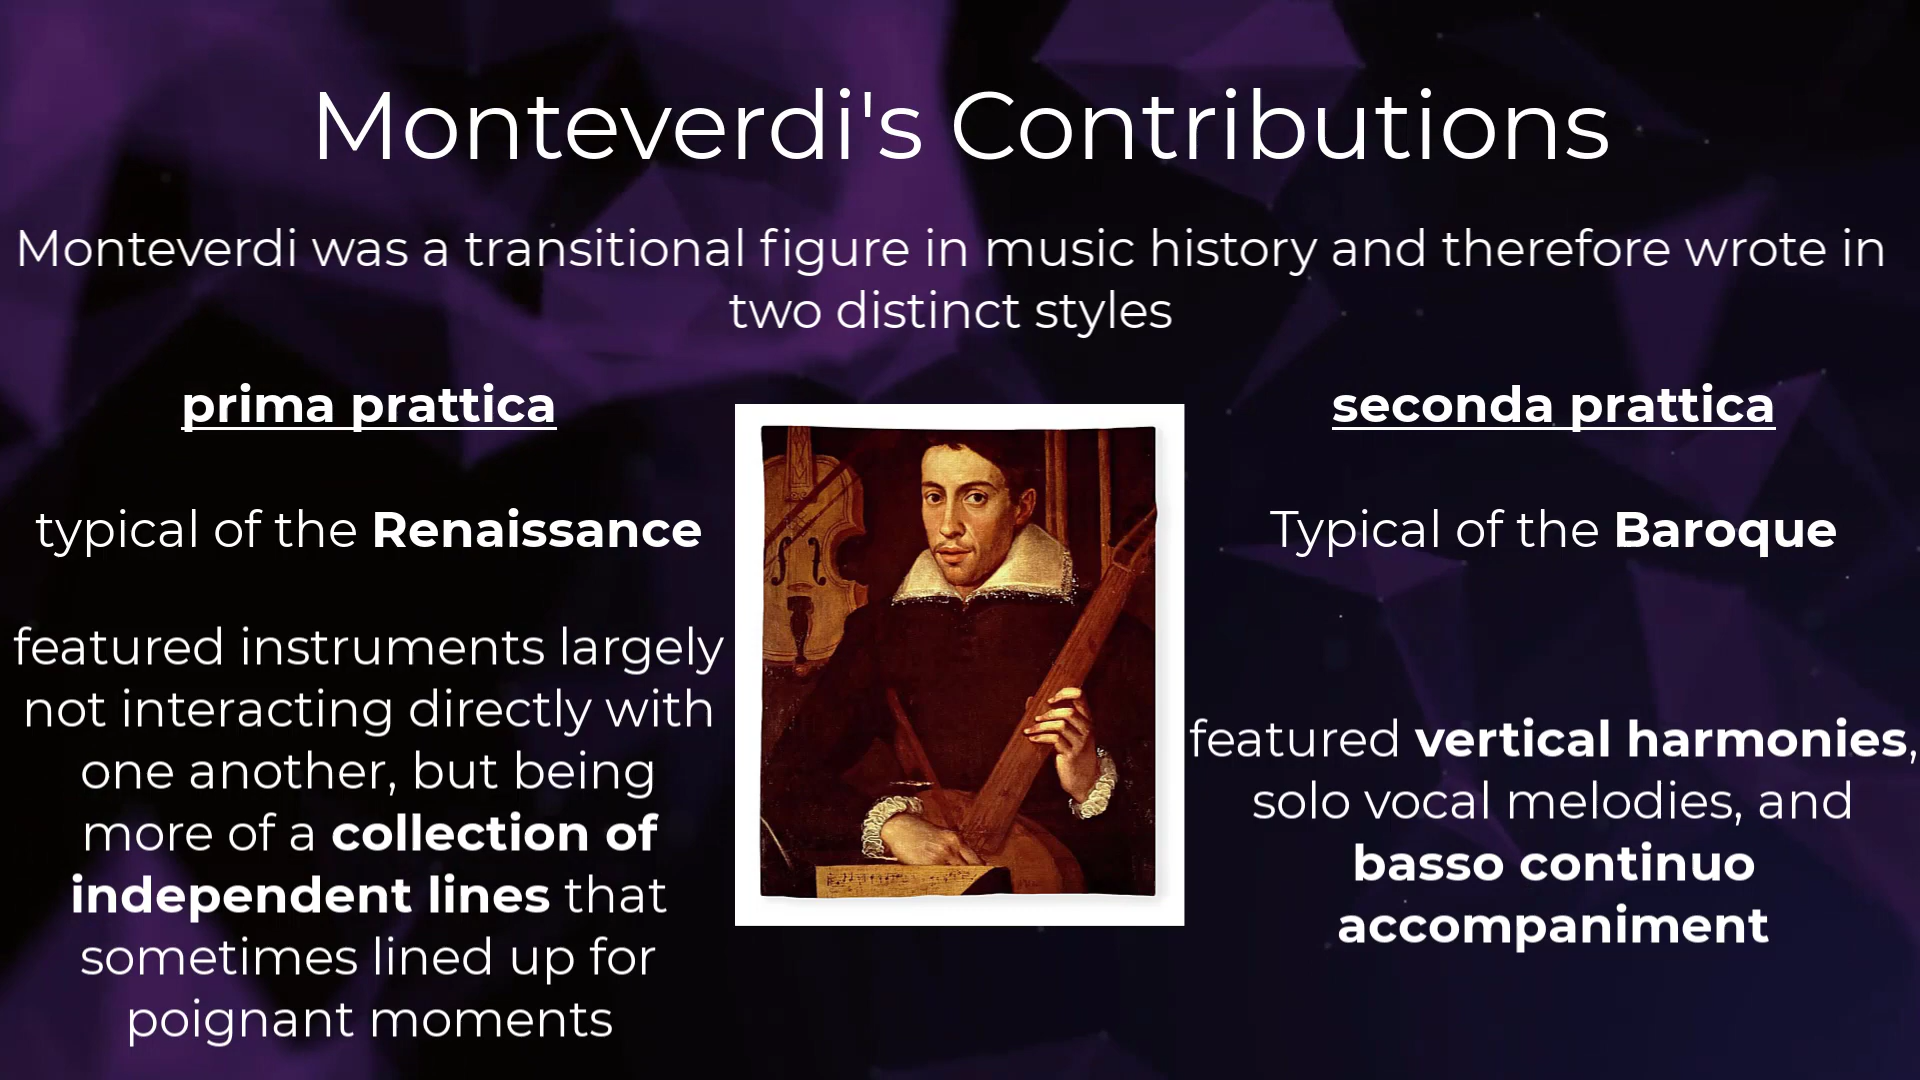 Monteverdi's Contributions
Monteverdi was a transitional figure in music history and therefore wrote in
two distinct styles
prima prattica
typical of the Renaissance
featured instruments largely
not interacting directly with
one another, but being
more of a collection of
independent lines that
sometimes lined up for
poignant moments
seconda prattica
Typical of the Baroque
featured vertical harmonies,
solo vocal melodies, and
basso continuo
accompaniment